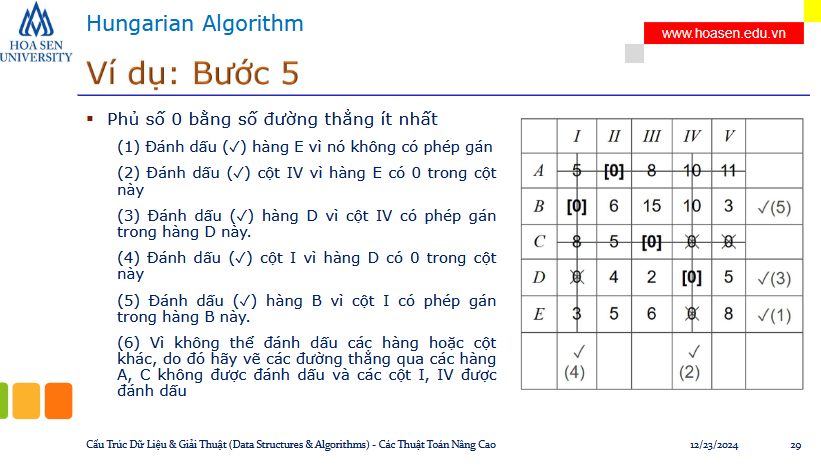 Hungarian Algorithm
HOA SEN
UNIVERSITY
www.hoasen.edu.vn
Ví dụ: Bước 5
▪ Phủ số 0 bằng số đường thẳng ít nhất
(1) Đánh dấu (✓) hàng E vì nó không có phép gán
(2) Đánh dấu (✓) cột IV vì hàng E có 0 trong cột
này
(3) Đánh dấu (✓) hàng D vì cột IV có phép gán
trong hàng D này.
(4) Đánh dấu (✓) cột I vì hàng D có 0 trong cột
này
(5) Đánh dấu (✓) hàng B vì cột I có phép gán
trong hàng B này.
(6) Vì không thể đánh dấu các hàng hoặc cột
khác, do đó hãy vẽ các đường thẳng qua các hàng
A, C không được đánh dấu và các cột I, IV được
đánh dấu
I II III IV V
A 5 [0] 8 10 11
B [0] 6 15 10 3 ✓(5)
C 8 5 [0] 0 0
D 0 4 2 [0] 5 ✓(3)
E 3 5 6 0 8 ✓(1)
✓ ✓
(4) (2)
Cấu Trúc Dữ Liệu & Giải Thuật (Data Structures & Algorithms) - Các Thuật Toán Nâng Cao 12/23/2024 29